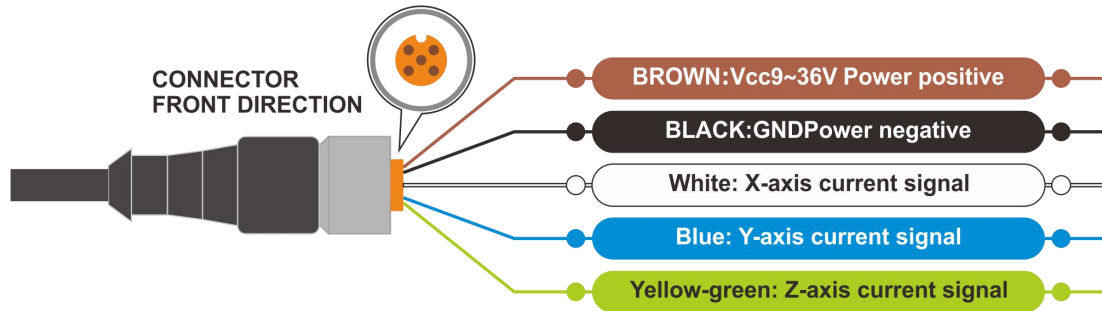 CONNECTOR
FRONT DIRECTION
BROWN:Vcc9~36V Power positive
BLACK:GNDPower negative
White: X-axis current signal
Blue: Y-axis current signal
Yellow-green: Z-axis current signal